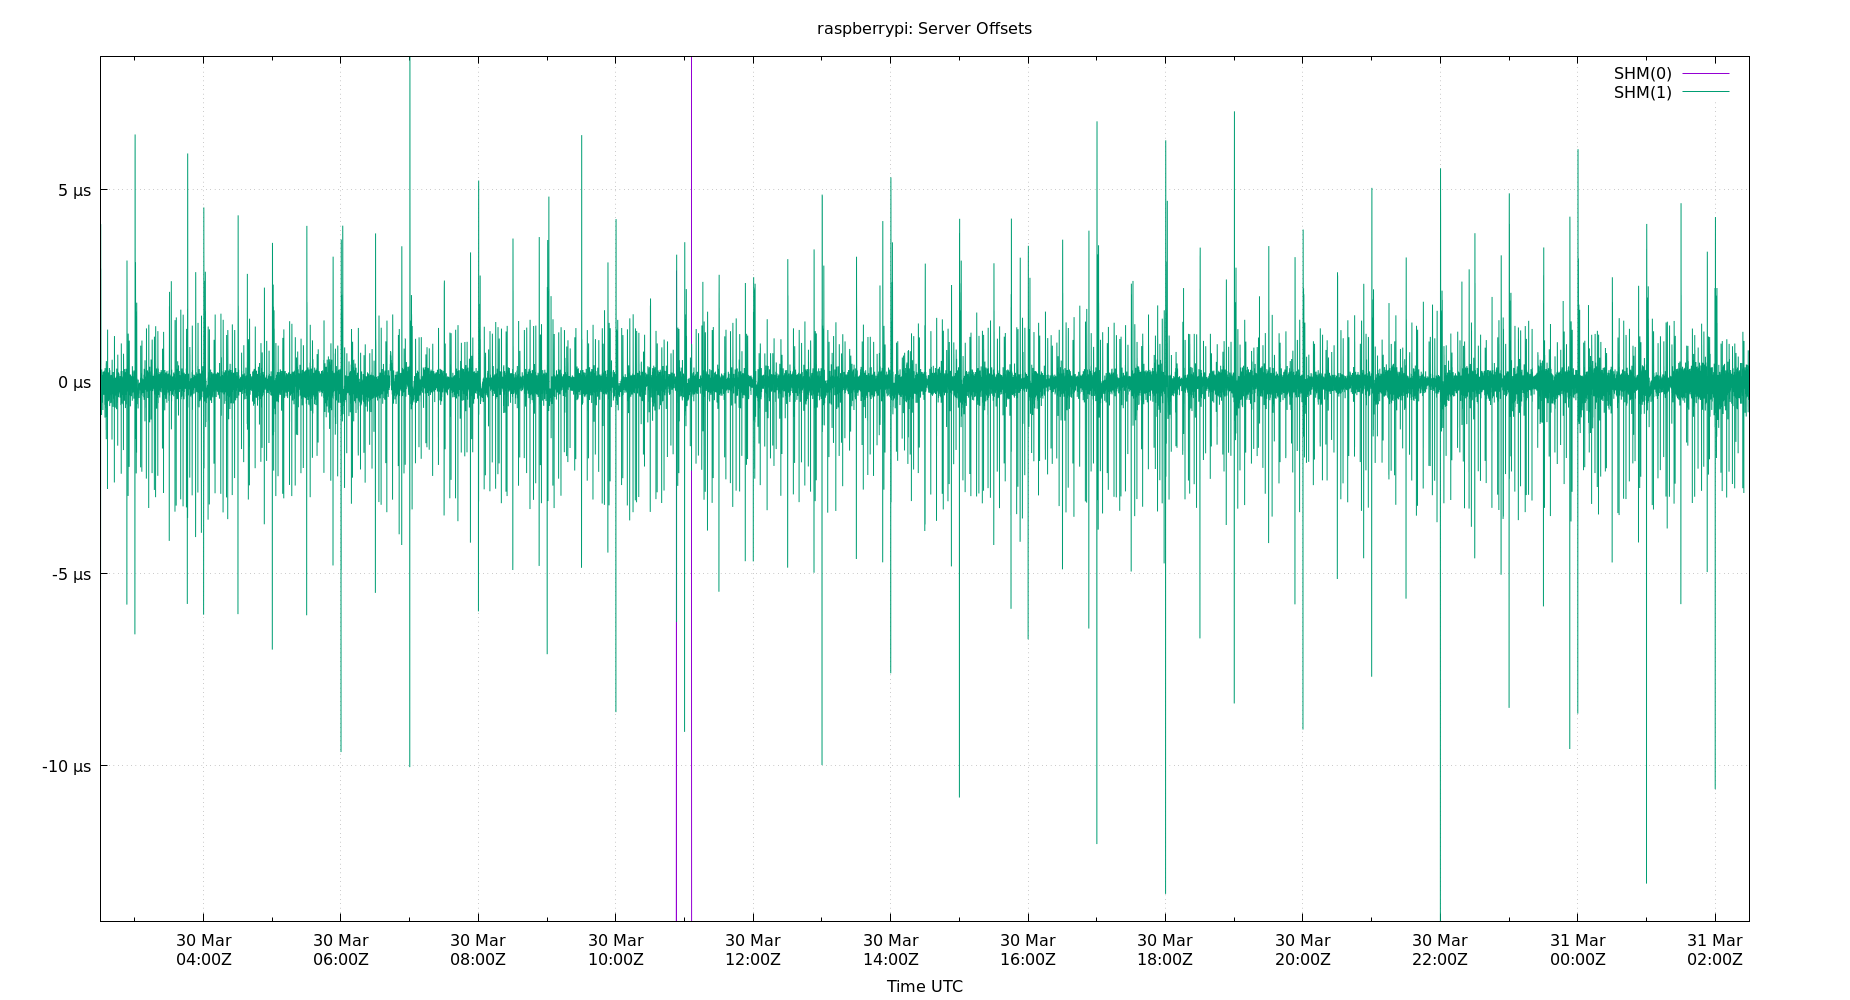 raspberrypi: Server Offsets
SHM(0)
SHM(1)
5 µs
0 µs
-5 µs
-10 µs
30 Mar 30 Mar 30 Mar 30 Mar 30 Mar 30 Mar 30 Mar 30 Mar 30 Mar 30 Mar 31 Mar 31 Mar
04:00Z 06:00Z 08:00Z 10:00Z 12:00Z 14:00Z 16:00Z 18:00Z 20:00Z 22:00Z 00:00Z 02:00Z
Time UTC